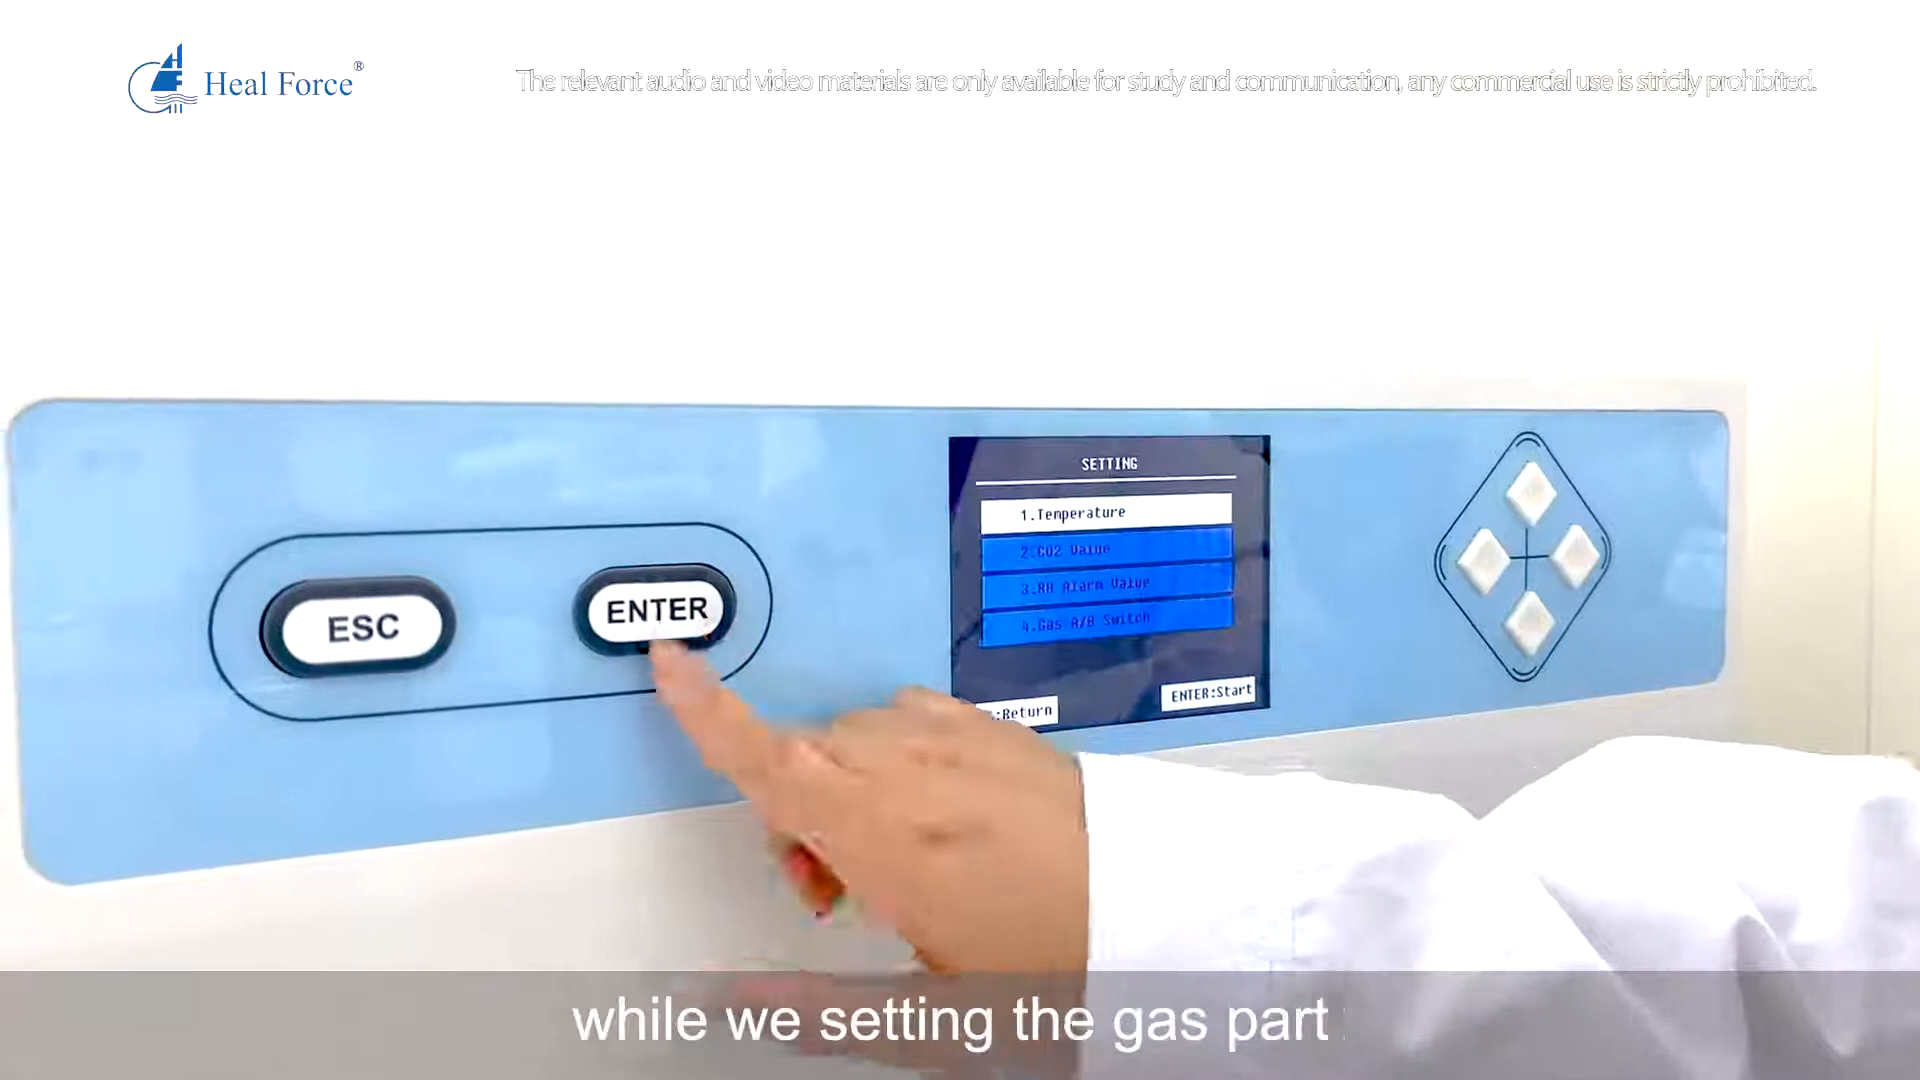 Heal Force®
The relevant audio and video materials are only available for study and communication, any commercial use is strictly prohibited.
SETTING
1.Temperature
2.CO2 Value
3.RH Alarm Value
4.Gas A/B Switch
:Return
ENTER:Start
ESC
ENTER
while we setting the gas part